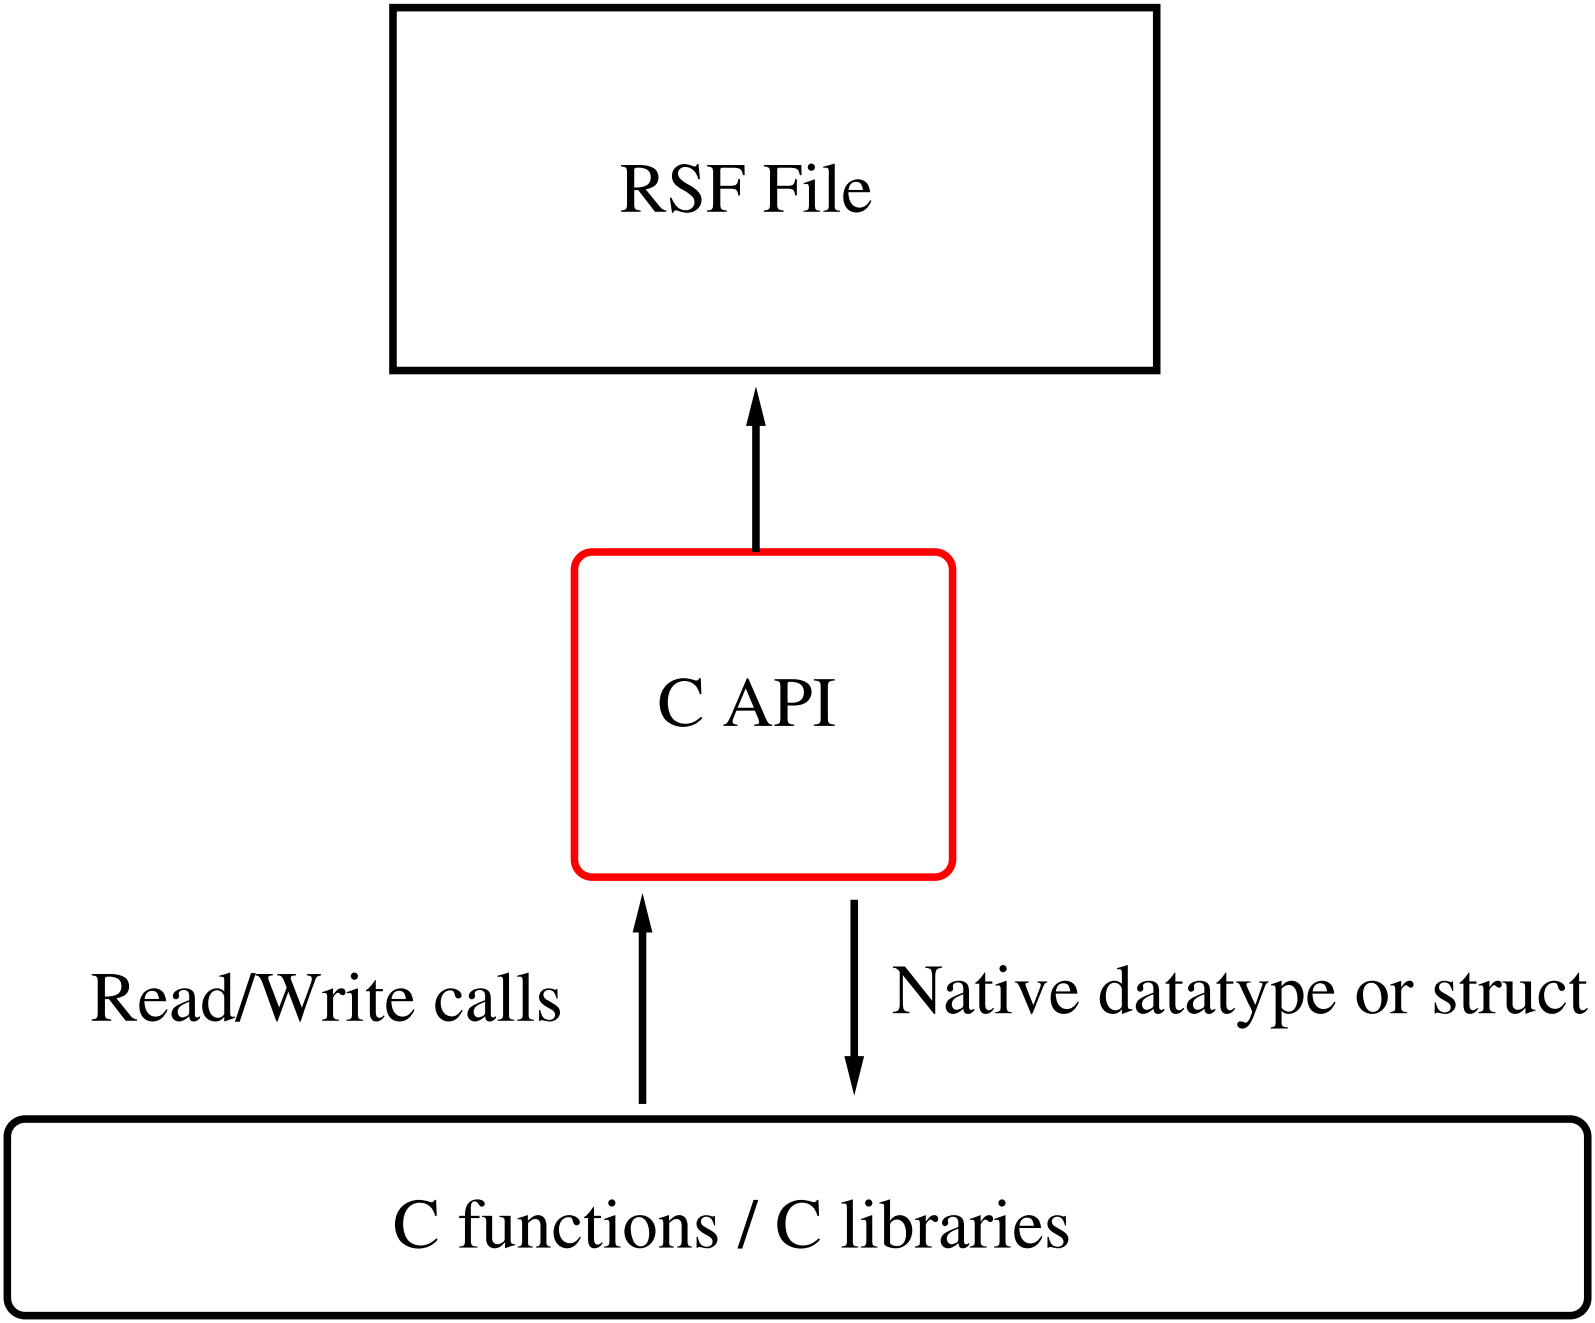 RSF File
C API
Read/Write calls
Native datatype or struct
C functions / C libraries